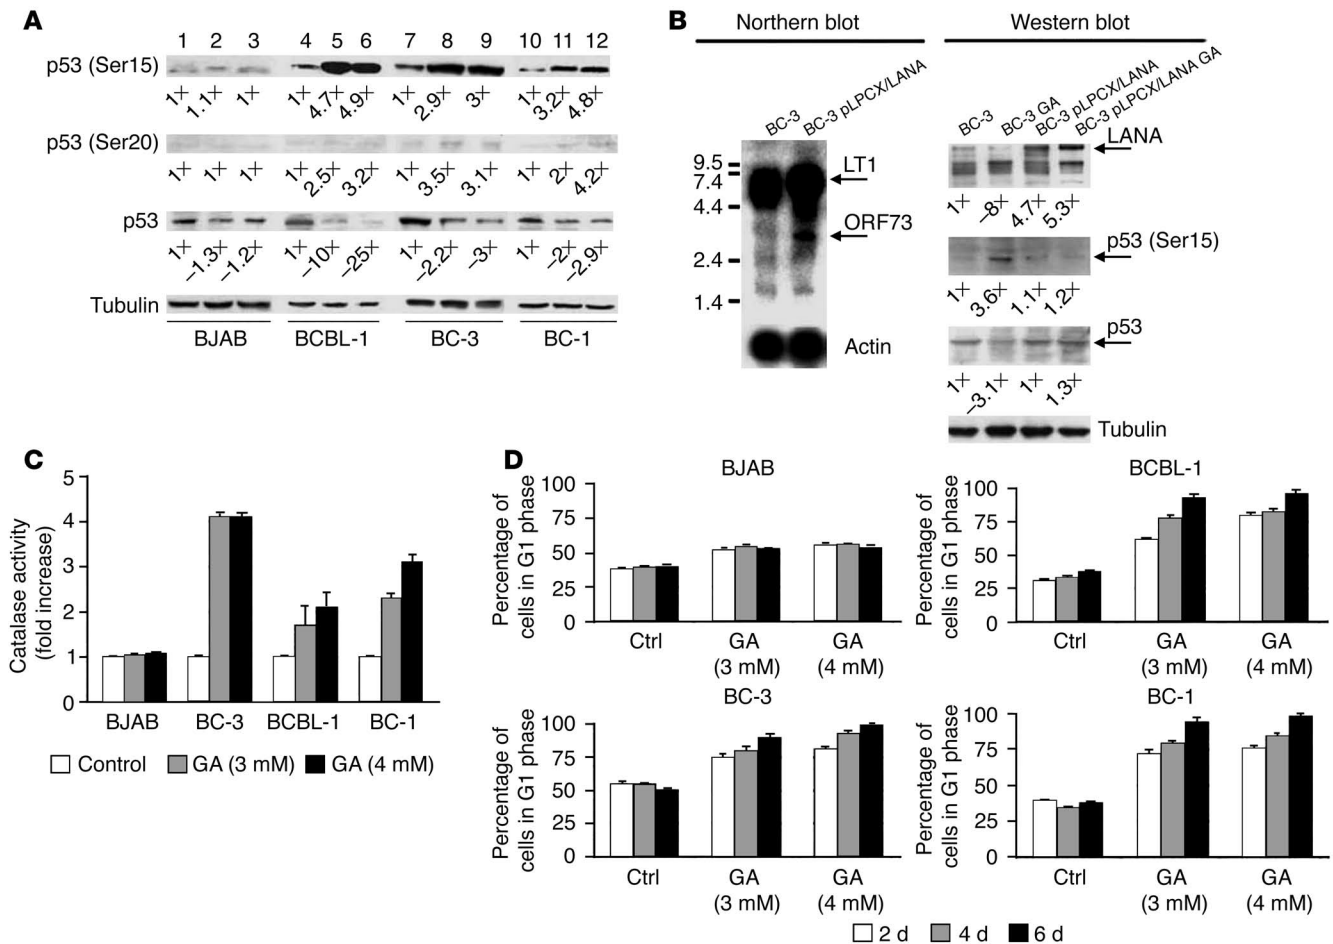 A
1 2 3 4 5 6 7 8 9 10 11 12
p53 (Ser15)
1× 1.1× 1× 1× 4.7× 4.9× 1× 2.9× 3× 1× 3.2× 4.8×
p53 (Ser20)
1× 1× 1× 1× 2.5× 3.2× 1× 3.5× 3.1× 1× 2× 4.2×
p53
1× –1.3× –1.2× 1× –10× –25× 1× –2.2× –3× 1× –2× –2.9×
Tubulin
BJAB BCBL-1 BC-3 BC-1
B
Northern blot
BC-3 BC-3 pLPCX/LANA
9.5
7.4
4.4
2.4
1.4
LT1
ORF73
Actin
Western blot
BC-3 BC-3 GA BC-3 pLPCX/LANA BC-3 pLPCX/LANA GA
LANA
1× –8× 4.7× 5.3×
p53 (Ser15)
1× 3.6× 1.1× 1.2×
p53
1× –3.1× 1× 1.3×
Tubulin
C
Catalase activity
(fold increase)
5
4
3
2
1
0
BJAB BC-3 BCBL-1 BC-1
Control GA (3 mM) GA (4 mM)
D
BJAB
Percentage of
cells in G1 phase
100
75
50
25
0
Ctrl GA GA
(3 mM) (4 mM)
BCBL-1
Percentage of
cells in G1 phase
100
75
50
25
0
Ctrl GA GA
(3 mM) (4 mM)
BC-3
Percentage of
cells in G1 phase
100
75
50
25
0
Ctrl GA GA
(3 mM) (4 mM)
BC-1
Percentage of
cells in G1 phase
100
75
50
25
0
Ctrl GA GA
(3 mM) (4 mM)
2 d 4 d 6 d